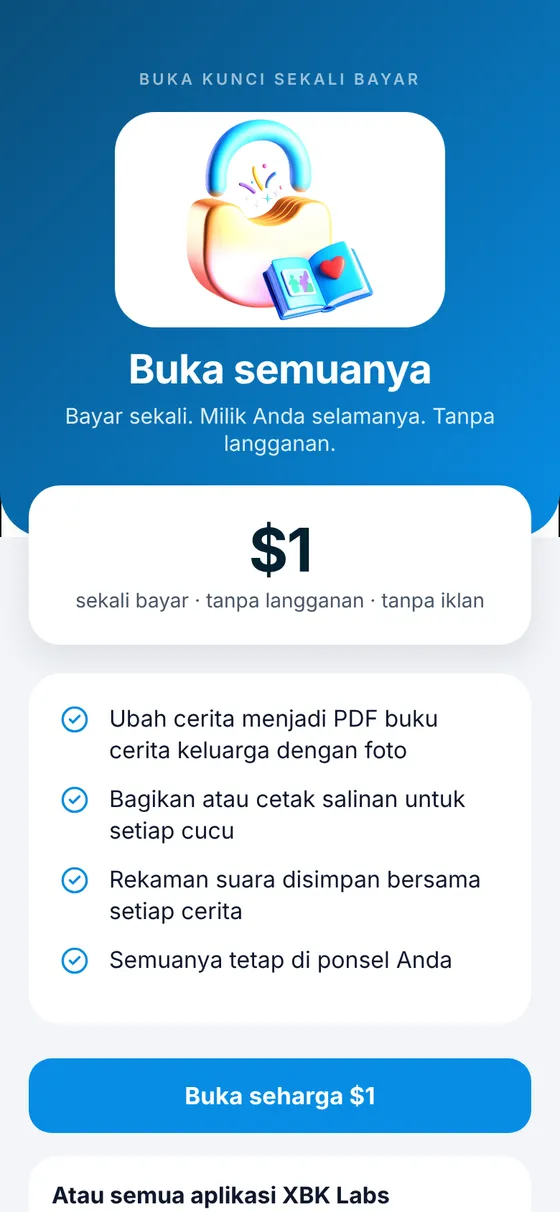 BUKA KUNCI SEKALI BAYAR
Buka semuanya
Bayar sekali. Milik Anda selamanya. Tanpa
langganan.
$1
sekali bayar · tanpa langganan · tanpa iklan
Ubah cerita menjadi PDF buku
cerita keluarga dengan foto
Bagikan atau cetak salinan untuk
setiap cucu
Rekaman suara disimpan bersama
setiap cerita
Semuanya tetap di ponsel Anda
Buka seharga $1
Atau semua aplikasi XBK Labs